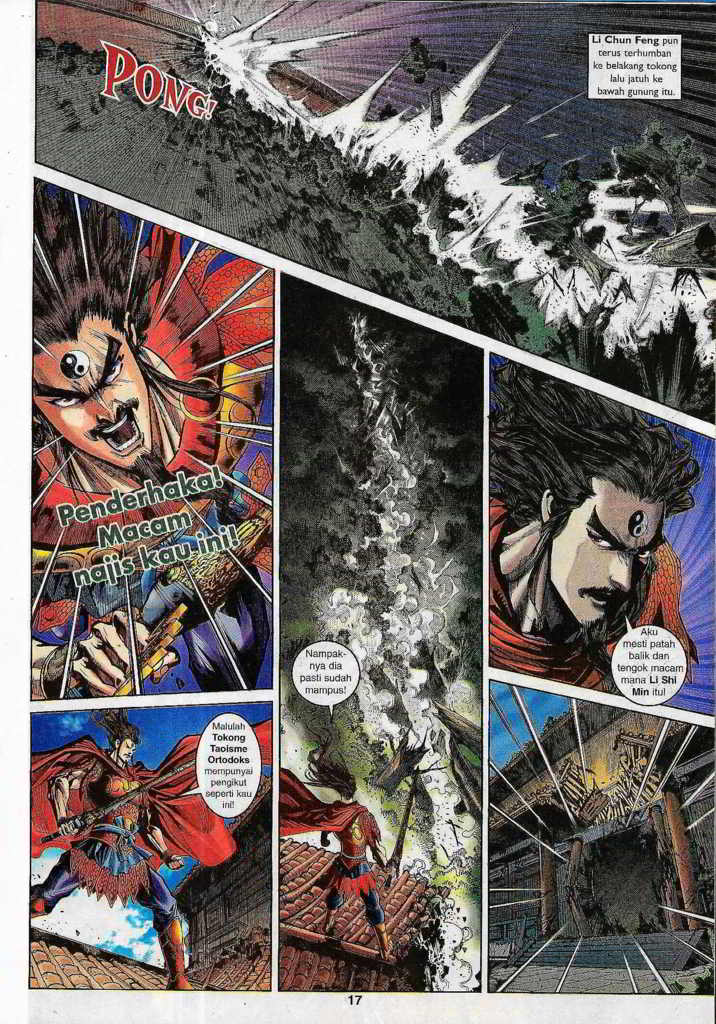 PONG!
Li Chun Feng pun
terus terhumban
ke belakang tokong
lalu jatuh ke
bawah gunung itu.
Penderhaka!
Macam
najis kau ini!
Malulah
Tokong
Taoisme
Ortodoks
mempunyai
pengikut
seperti kau
ini!
Nampak-
nya dia
pasti sudah
mampus!
Aku
mesti patah
balik dan
tengok macam
mana Li Shi
Min itu!
17